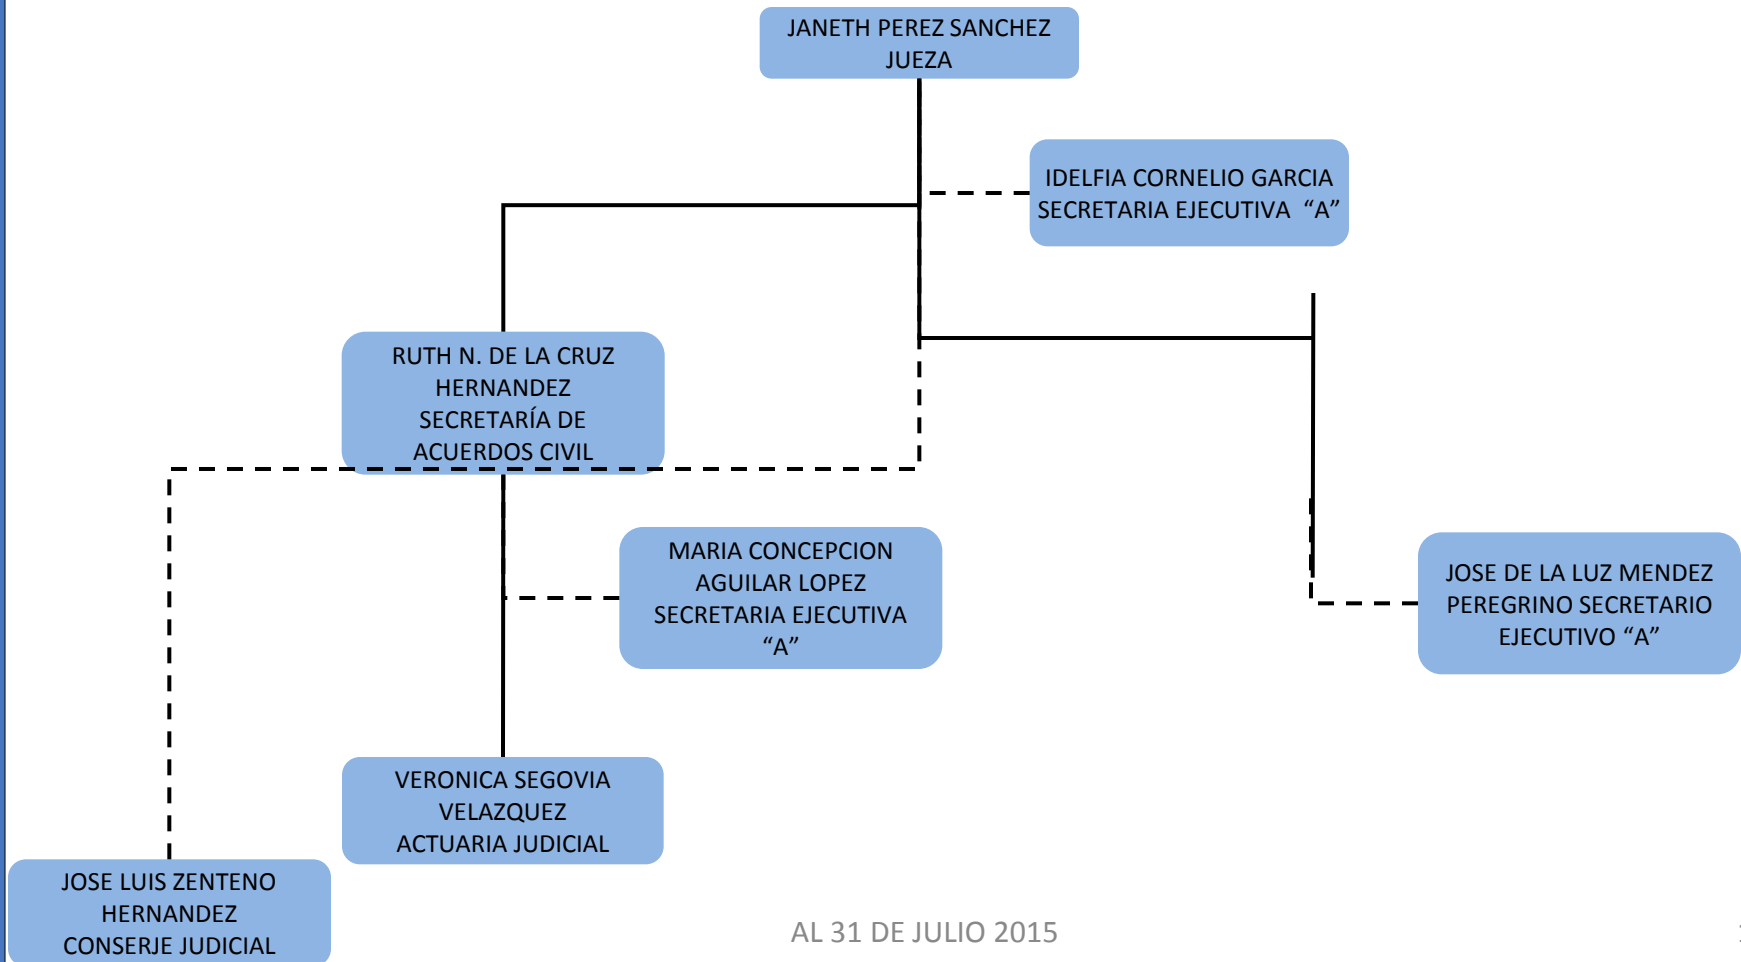 JANETH PEREZ SANCHEZ
JUEZA
IDELFIA CORNELIO GARCIA
SECRETARIA EJECUTIVA “A”
RUTH N. DE LA CRUZ
HERNANDEZ
SECRETARÍA DE
ACUERDOS CIVIL
MARIA CONCEPCION
AGUILAR LOPEZ
SECRETARIA EJECUTIVA
“A”
JOSE DE LA LUZ MENDEZ
PEREGRINO SECRETARIO
EJECUTIVO “A”
VERONICA SEGOVIA
VELAZQUEZ
ACTUARIA JUDICIAL
JOSE LUIS ZENTENO
HERNANDEZ
CONSERJE JUDICIAL
AL 31 DE JULIO 2015